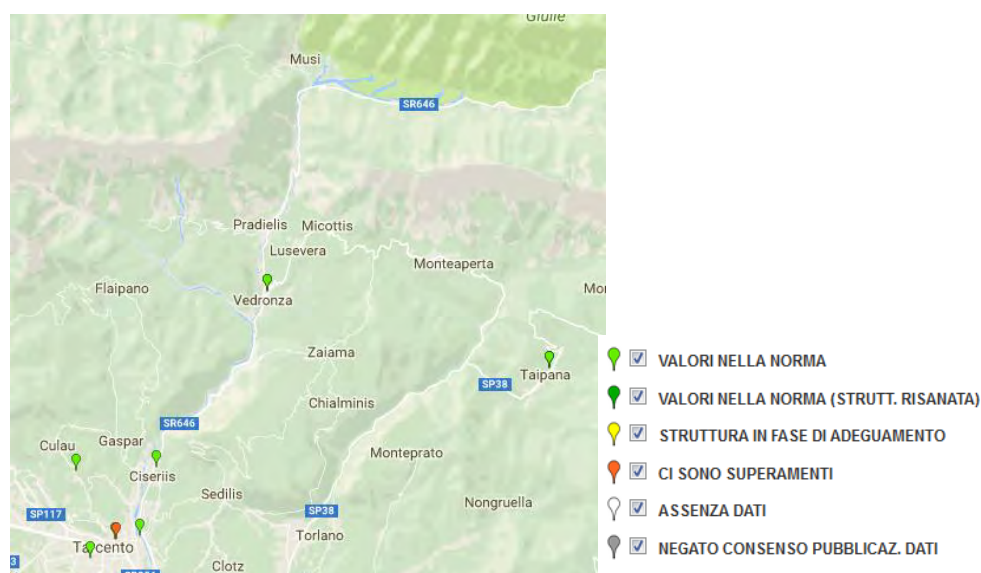 Giulie
Musi
SR646
Pradielis
Micottis
Lusevera
Monteaperta
Flaipano
Vedronza
Zaiama
Taipana
SP38
Chialminis
SR646
Culau
Gaspar
Monteprato
Ciseriis
Sedilis
Nongruella
SP117
SP38
Torlano
Clotz
VALORI NELLA NORMA
VALORI NELLA NORMA (STRUTT. RISANATA)
STRUTTURA IN FASE DI ADEGUAMENTO
CI SONO SUPERAMENTI
ASSENZA DATI
NEGATO CONSENSO PUBBLICAZ. DATI